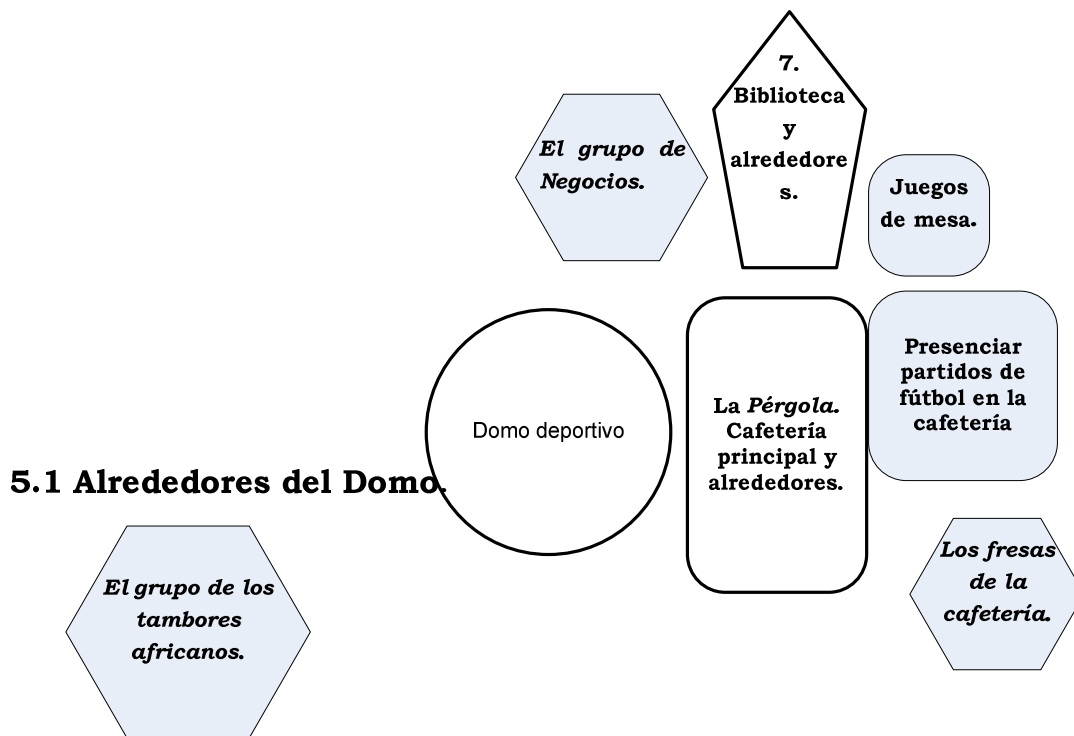 7.
Biblioteca
y
alrededore
s.
El grupo de
Negocios.
Juegos
de mesa.
Presenciar
partidos de
fútbol en la
cafetería
La Pérgola.
Cafetería
principal y
alrededores.
Domo deportivo
5.1 Alrededores del Domo.
Los fresas
de la
cafetería.
El grupo de los
tambores
africanos.